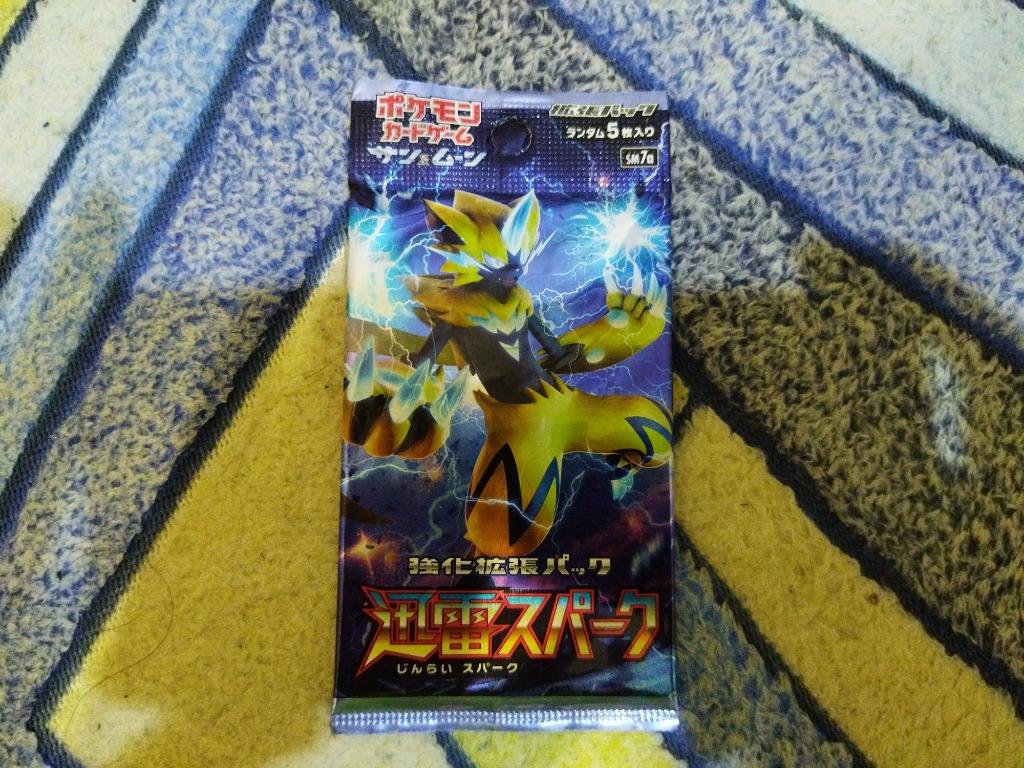 ポケモン
カードゲーム
サン&ムーン
拡張パック
ランダム5枚入り
SM7a
強化拡張パック
迅雷スパーク
じんらい スパーク